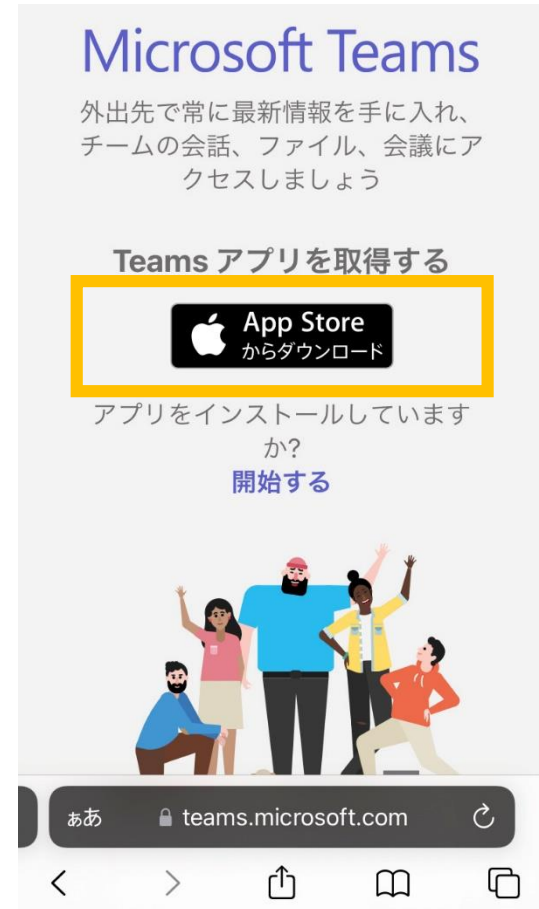 Microsoft Teams
外出先で常に最新情報を手に入れ、
チームの会話、ファイル、会議にア
クセスしましょう
Teams アプリを取得する
App Store
からダウンロード
アプリをインストールしています
か?
開始する
ぁあ teams.microsoft.com